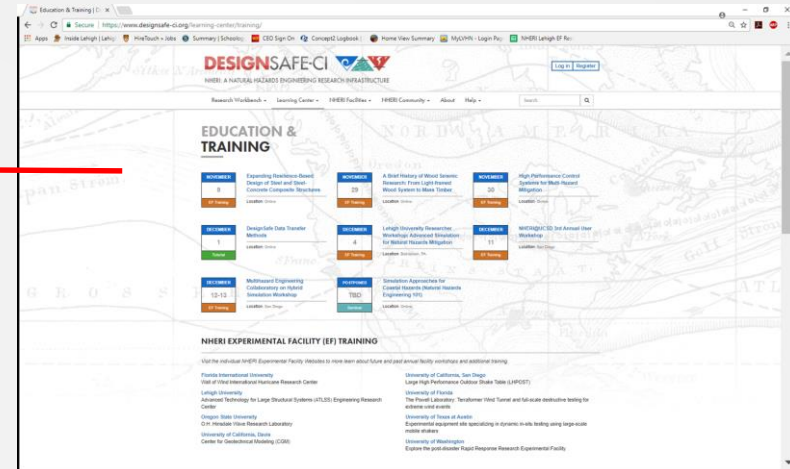 Education & Training | D
Secure | https://www.designsafe-ci.org/learning-center/training/
Apps Inside Lehigh | Lehig HireTouch » Jobs Summary | Schoolog CEO Sign On Concept2 Logbook | Home View Summary MyLVHN - Login Pag NHERI Lehigh EF Re
DESIGNSAFE-CI
NHERI: A NATURAL HAZARDS ENGINEERING RESEARCH INFRASTRUCTURE
Log in Register
Research Workbench Learning Center NHERI Facilities NHERI Community About Help Search
EDUCATION &
TRAINING
NOVEMBER
8
EF Training
Expanding Resilience-Based
Design of Steel and Steel-
Concrete Composite Structures
Location: Online
NOVEMBER
29
EF Training
A Brief History of Wood Seismic
Research: From Light-framed
Wood System to Mass Timber
Location: Online
NOVEMBER
30
EF Training
High Performance Control
Systems for Multi-Hazard
Mitigation
Location: Online
DECEMBER
1
Tutorial
DesignSafe Data Transfer
Methods
Location: Online
DECEMBER
4
EF Training
Lehigh University Researcher
Workshop: Advanced Simulation
for Natural Hazards Mitigation
Location: Bethlehem, PA
DECEMBER
11
EF Training
NHERI@UCSD 3rd Annual User
Workshop
Location: San Diego
DECEMBER
12-13
EF Training
Multihazard Engineering
Collaboratory on Hybrid
Simulation Workshop
Location: San Diego
POSTPONED
TBD
Simulation Approaches for
Coastal Hazards (Natural Hazards
Engineering 101)
Location: Online
NHERI EXPERIMENTAL FACILITY (EF) TRAINING
Visit the individual NHERI Experimental Facility Websites to more learn about future and past annual facility workshops and additional training.
Florida International University
Wall of Wind International Hurricane Research Center
Lehigh University
Advanced Technology for Large Structural Systems (ATLSS) Engineering Research
Center
Oregon State University
O.H. Hinsdale Wave Research Laboratory
University of California, Davis
Center for Geotechnical Modeling (CGM)
University of California, San Diego
Large High Performance Outdoor Shake Table (LHPOST)
University of Florida
The Powell Laboratory: Terraformer Wind Tunnel and full-scale destructive testing for
extreme wind events
University of Texas at Austin
Experimental equipment site specializing in dynamic in-situ testing using large-scale
mobile shakers
University of Washington
Explore the post-disaster Rapid Response Research Experimental Facility